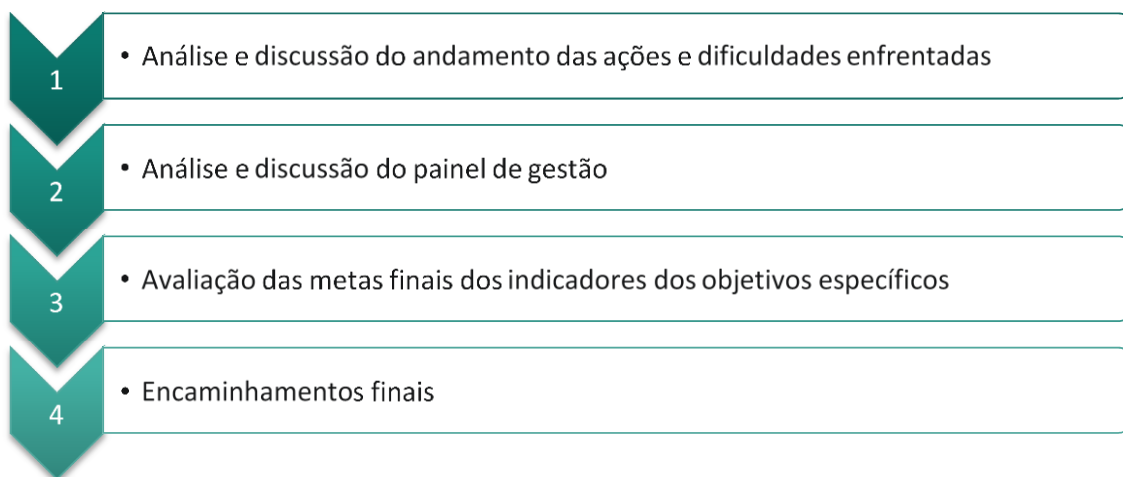 1
• Análise e discussão do andamento das ações e dificuldades enfrentadas
2
• Análise e discussão do painel de gestão
3
• Avaliação das metas finais dos indicadores dos objetivos específicos
4
• Encaminhamentos finais